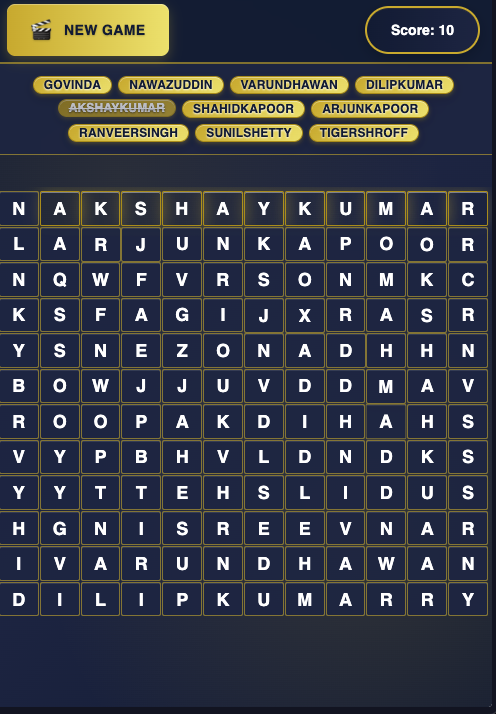 NEW GAME Score: 10
GOVINDA NAWAZUDDIN VARUNDHAWAN DILIPKUMAR
AKSHAYKUMAR SHAHIDKAPOOR ARJUNKAPOOR
RANVEERSINGH SUNILSHETTY TIGERSHROFF
N A K S H A Y K U M A R
L A R J U N K A P O O R
N Q W F V R S O N M K C
K S F A G I J X R A S R
Y S N E Z O N A D H H N
B O W J J U V D D M A V
R O O P A K D I H A H S
V Y P B H V L D N D K S
Y Y T T E H S L I D U S
H G N I S R E E V N A R
I V A R U N D H A W A N
D I L I P K U M A R R Y